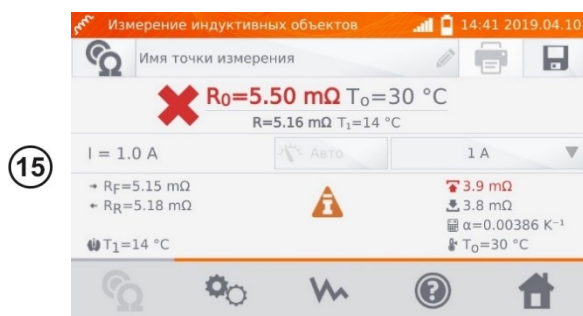 Измерение индуктивных объектов 14:41 2019.04.10
Имя точки измерения
R0=5.50 mΩ To=30 °C
R=5.16 mΩ T1=14 °C
15
I = 1.0 A Авто 1 A
RF=5.15 mΩ 3.9 mΩ
RR=5.18 mΩ 3.8 mΩ
α=0.00386 K⁻¹
T1=14 °C To=30 °C